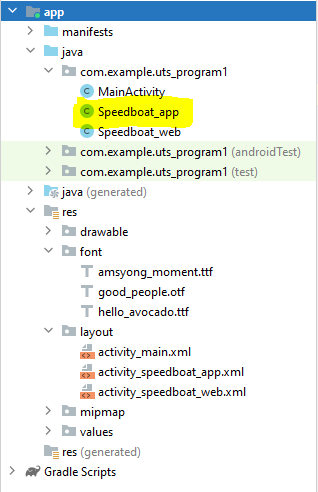 app
manifests
java
com.example.uts_program1
C MainActivity
C Speedboat_app
C Speedboat_web
com.example.uts_program1 (androidTest)
com.example.uts_program1 (test)
java (generated)
res
drawable
font
amsyong_moment.ttf
good_people.otf
hello_avocado.ttf
layout
activity_main.xml
activity_speedboat_app.xml
activity_speedboat_web.xml
mipmap
values
res (generated)
Gradle Scripts